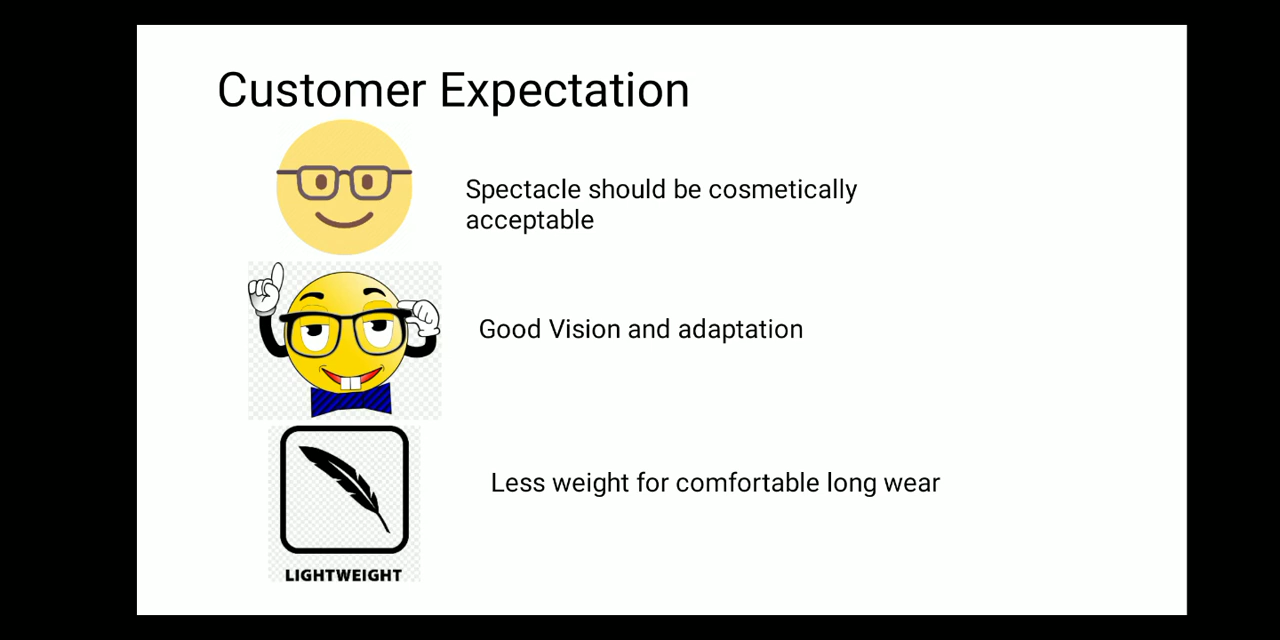 Customer Expectation
Spectacle should be cosmetically
acceptable
Good Vision and adaptation
Less weight for comfortable long wear
LIGHTWEIGHT